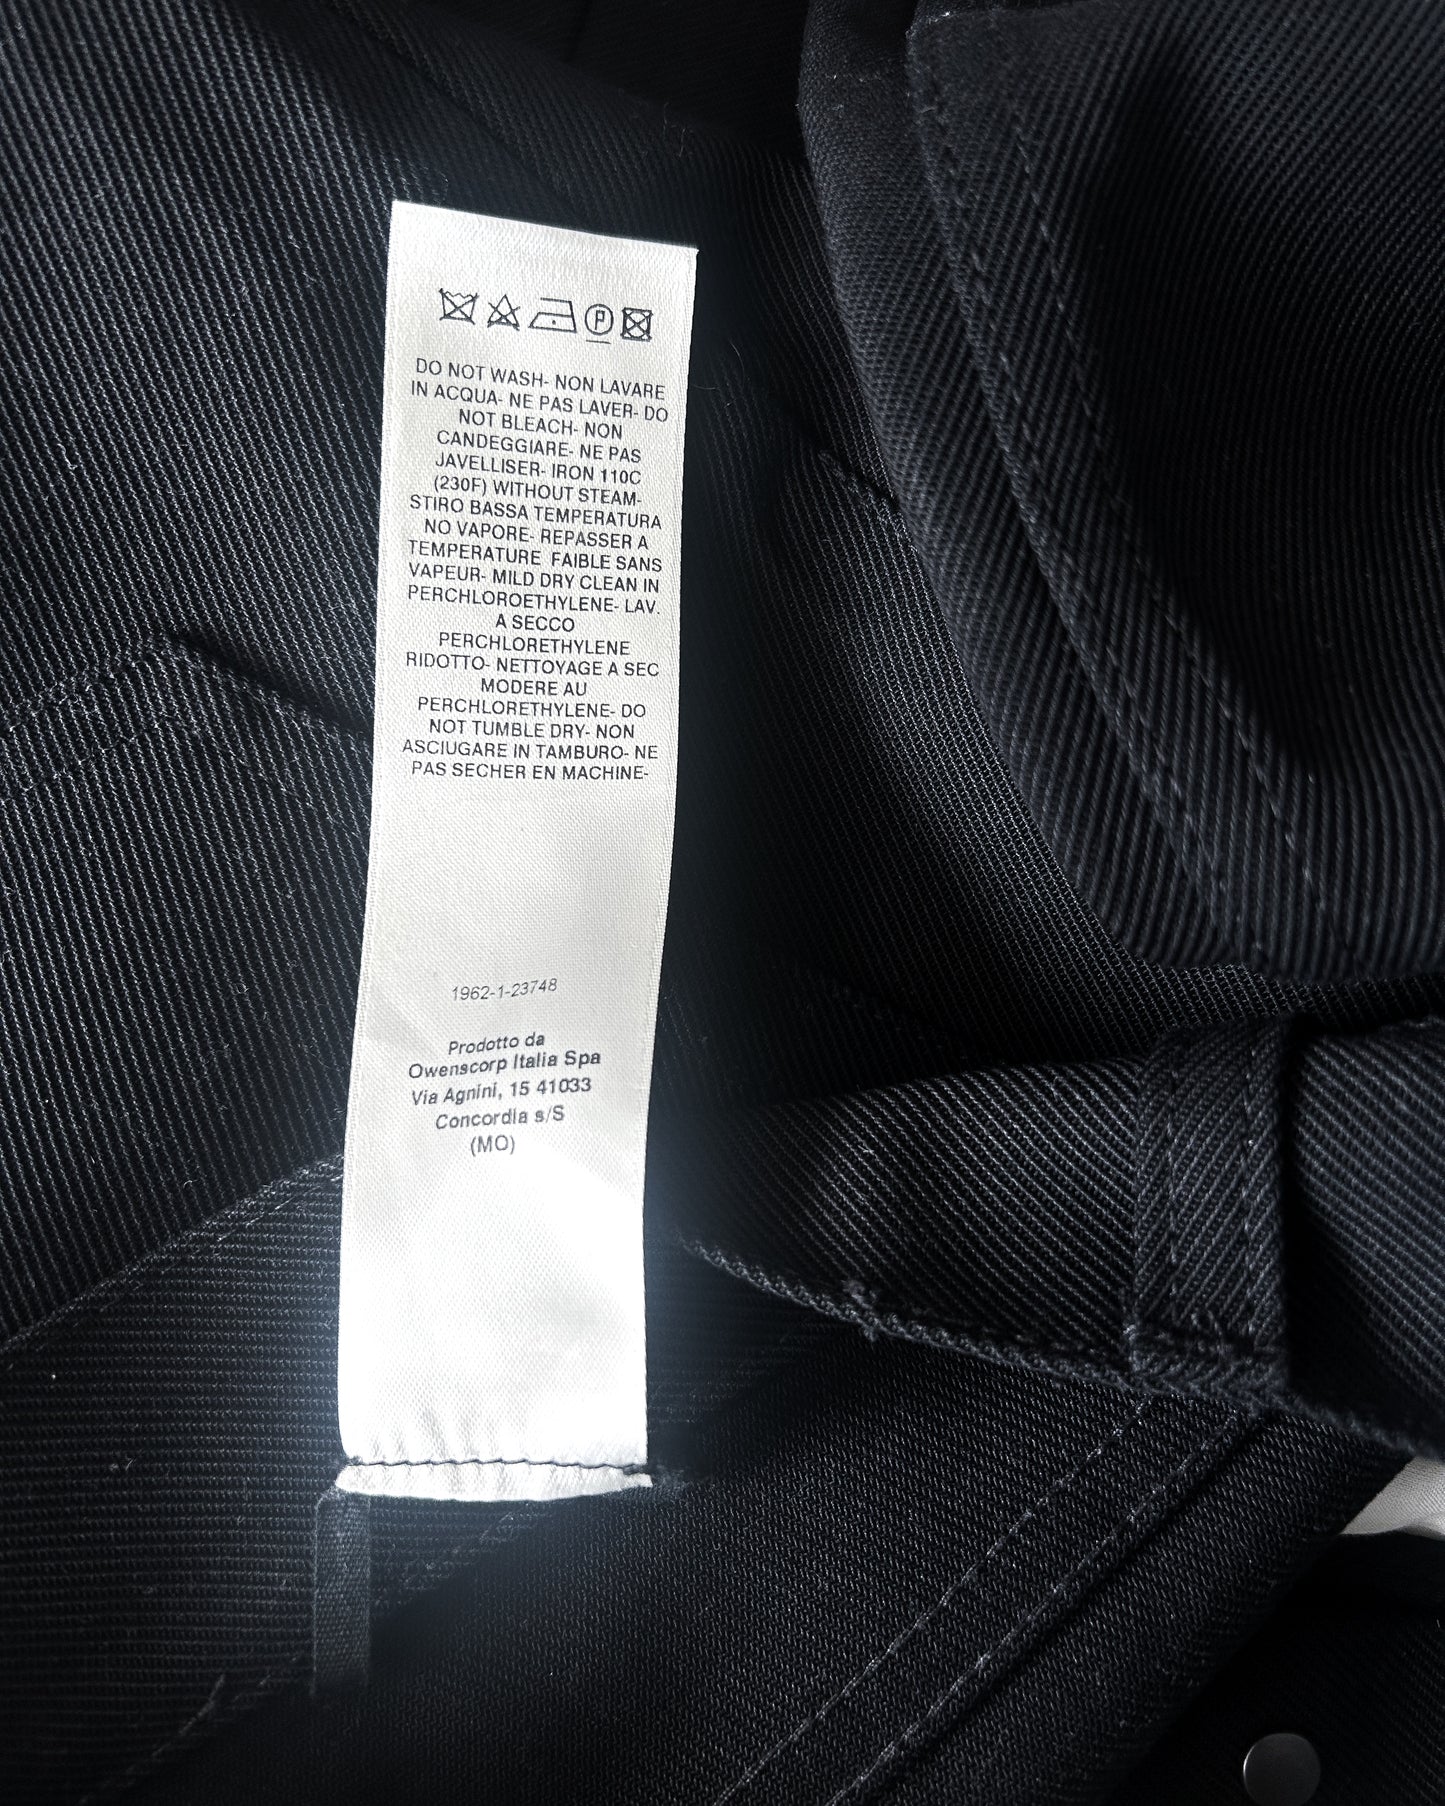 P
DO NOT WASH- NON LAVARE
IN ACQUA- NE PAS LAVER- DO
NOT BLEACH- NON
CANDEGGIARE- NE PAS
JAVELLISER- IRON 110C
(230F) WITHOUT STEAM-
STIRO BASSA TEMPERATURA
NO VAPORE- REPASSER A
TEMPERATURE FAIBLE SANS
VAPEUR- MILD DRY CLEAN IN
PERCHLOROETHYLENE- LAV.
A SECCO
PERCHLORETHYLENE
RIDOTTO- NETTOYAGE A SEC
MODERE AU
PERCHLORETHYLENE- DO
NOT TUMBLE DRY- NON
ASCIUGARE IN TAMBURO- NE
PAS SECHER EN MACHINE-
1962-1-23748
Prodotto da
Owenscorp Italia Spa
Via Agnini, 15 41033
Concordia s/S
(MO)